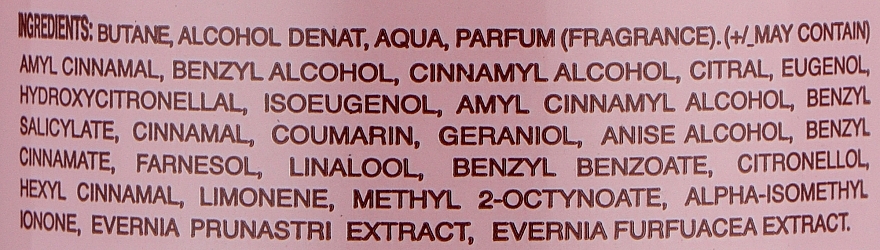 INGREDIENTS: BUTANE, ALCOHOL DENAT, AQUA, PARFUM (FRAGRANCE). (+/_MAY CONTAIN)
AMYL CINNAMAL, BENZYL ALCOHOL, CINNAMYL ALCOHOL, CITRAL, EUGENOL,
HYDROXYCITRONELLAL, ISOEUGENOL, AMYL CINNAMYL ALCOHOL, BENZYL
SALICYLATE, CINNAMAL, COUMARIN, GERANIOL, ANISE ALCOHOL, BENZYL
CINNAMATE, FARNESOL, LINALOOL, BENZYL BENZOATE, CITRONELLOL,
HEXYL CINNAMAL, LIMONENE, METHYL 2-OCTYNOATE, ALPHA-ISOMETHYL
IONONE, EVERNIA PRUNASTRI EXTRACT, EVERNIA FURFUACEA EXTRACT.